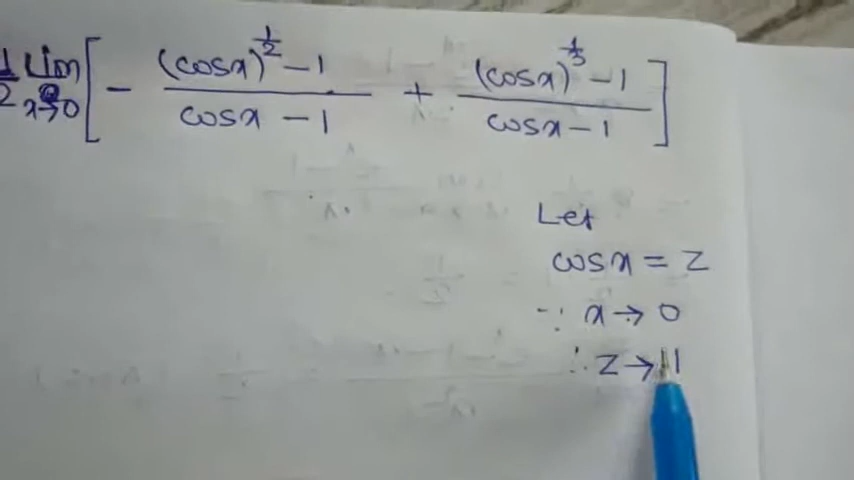 1/2 Lim x→0 [ - ((cosx)^(1/2) - 1)/(cosx - 1) + ((cosx)^(1/3) - 1)/(cosx - 1) ]
Let
cosx = z
∵ x → 0
∴ z → 1